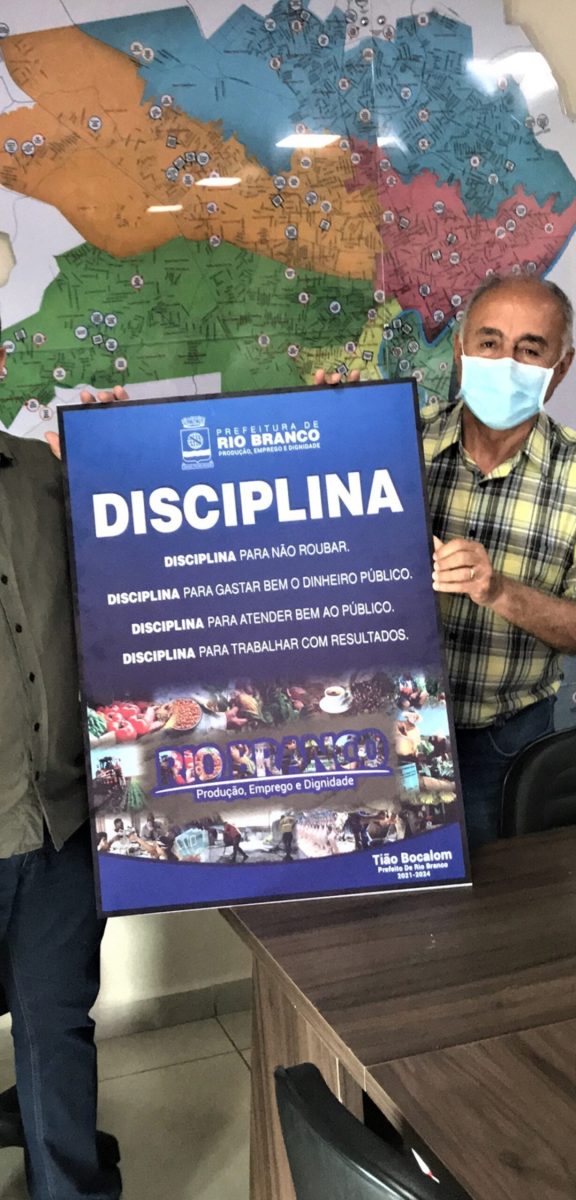 PREFEITURA DE
RIO BRANCO
PRODUÇÃO, EMPREGO E DIGNIDADE
DISCIPLINA
DISCIPLINA PARA NÃO ROUBAR.
DISCIPLINA PARA GASTAR BEM O DINHEIRO PÚBLICO.
DISCIPLINA PARA ATENDER BEM AO PÚBLICO.
DISCIPLINA PARA TRABALHAR COM RESULTADOS.
RIO BRANCO
Produção, Emprego e Dignidade
Tião Bocalom
Prefeito De Rio Branco
2021-2024